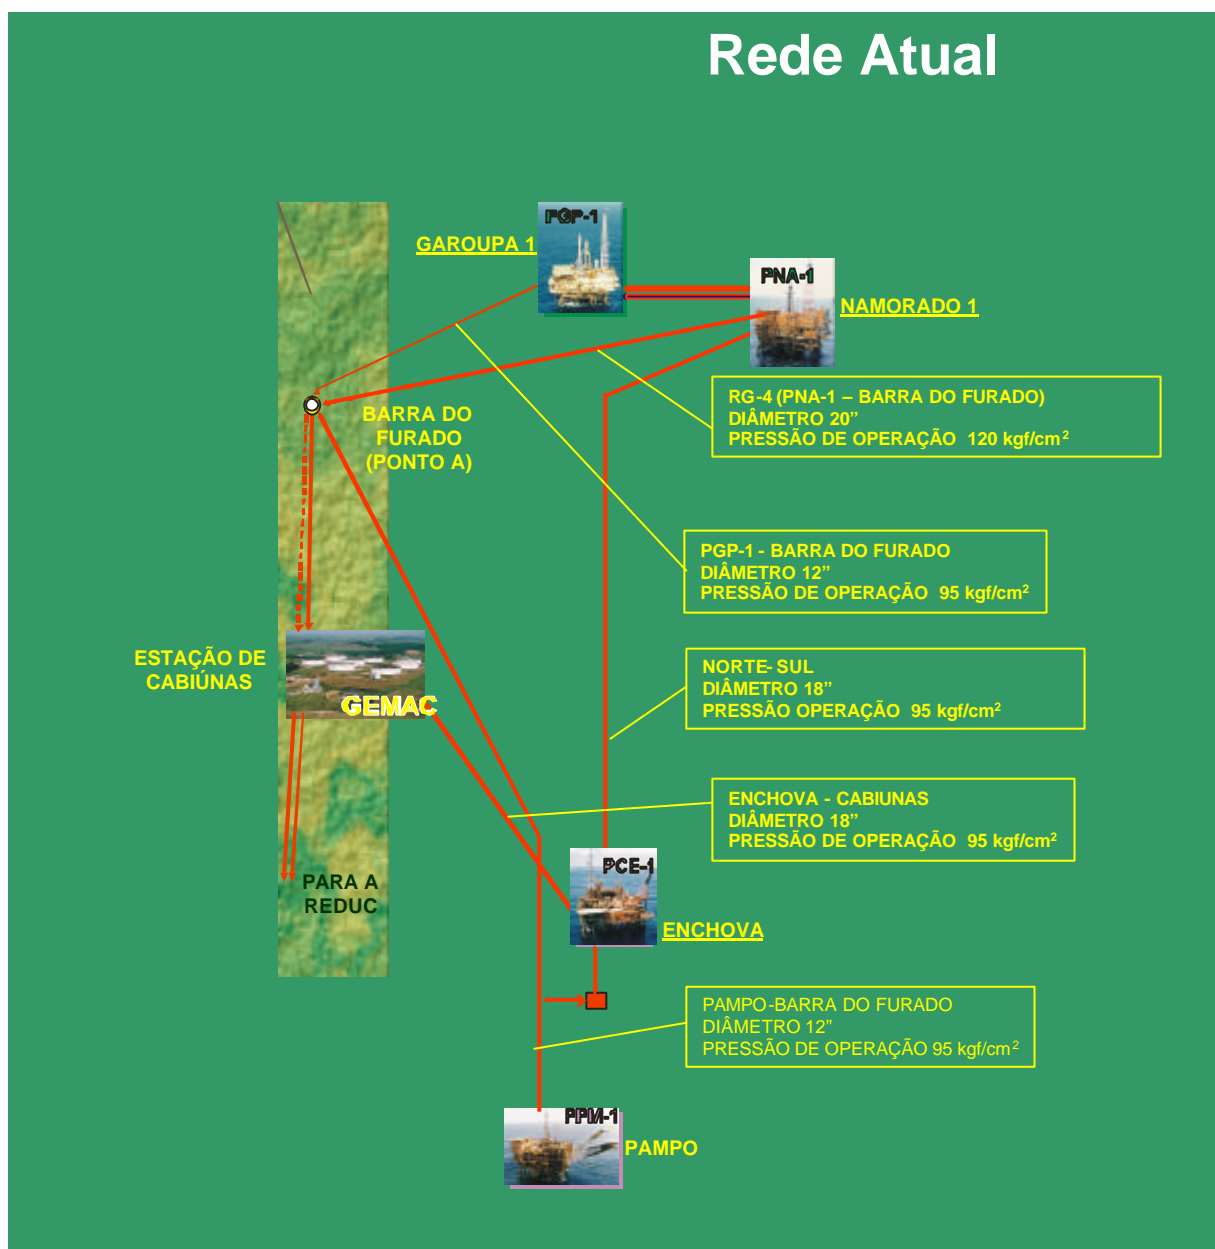 Rede Atual
PGP-1
GAROUPA 1
PNA-1
NAMORADO 1
RG-4 (PNA-1 – BARRA DO FURADO)
DIÂMETRO 20”
PRESSÃO DE OPERAÇÃO 120 kgf/cm²
BARRA DO
FURADO
(PONTO A)
PGP-1 - BARRA DO FURADO
DIÂMETRO 12”
PRESSÃO DE OPERAÇÃO 95 kgf/cm²
ESTAÇÃO DE
CABIÚNAS
GEMAC
NORTE- SUL
DIÂMETRO 18”
PRESSÃO OPERAÇÃO 95 kgf/cm²
ENCHOVA - CABIUNAS
DIÂMETRO 18”
PRESSÃO DE OPERAÇÃO 95 kgf/cm²
PARA A
REDUC
PCE-1
ENCHOVA
PAMPO-BARRA DO FURADO
DIÂMETRO 12”
PRESSÃO DE OPERAÇÃO 95 kgf/cm²
PPM-1
PAMPO